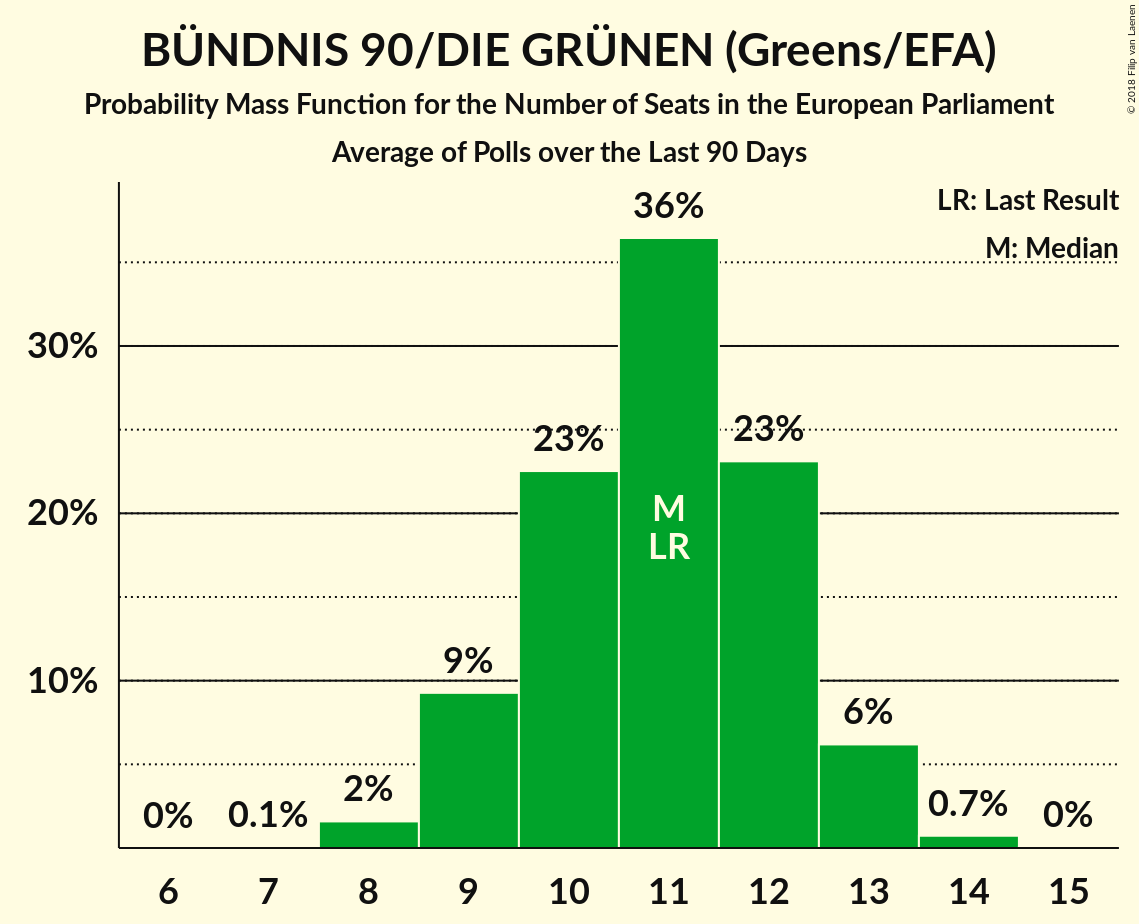 BÜNDNIS 90/DIE GRÜNEN (Greens/EFA)
Probability Mass Function for the Number of Seats in the European Parliament
Average of Polls over the Last 90 Days
© 2018 Filip van Laenen
LR: Last Result
M: Median
36%
30%
23%
23%
20%
M
LR
10%
9%
6%
2%
0.7%
0%
0.1%
0%
6 7 8 9 10 11 12 13 14 15